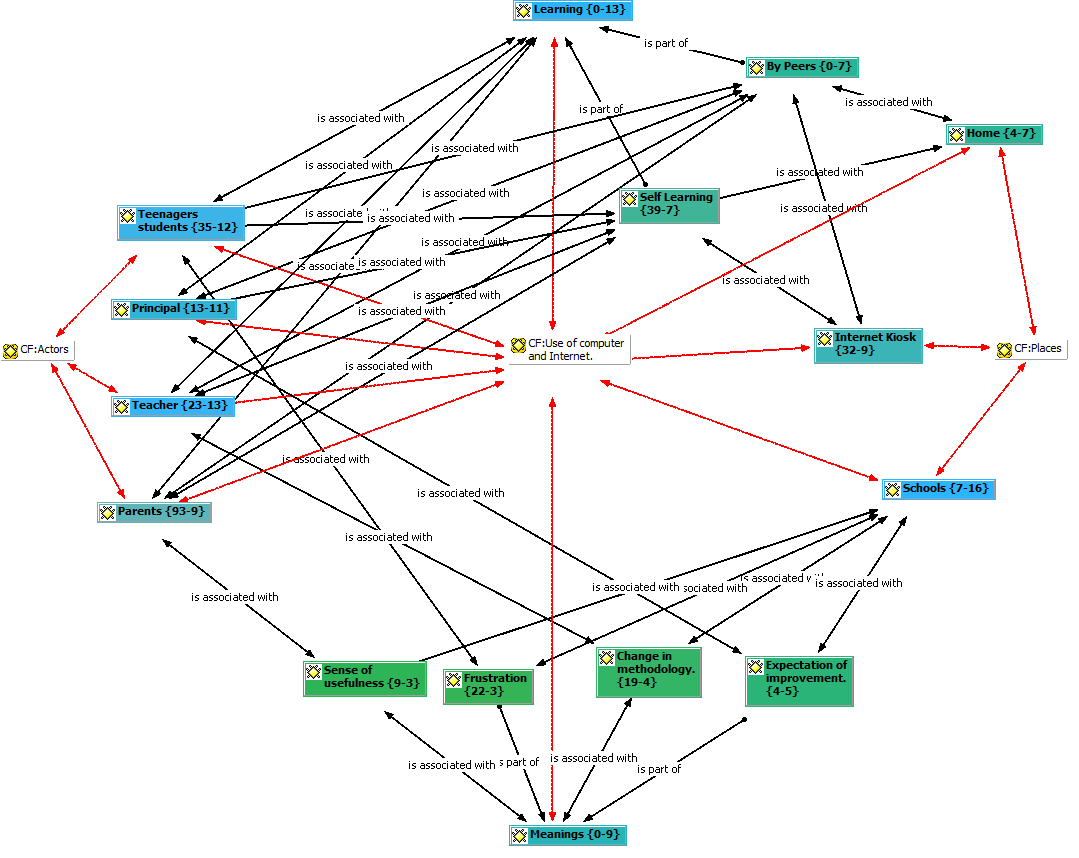 Learning {0-13}
is part of
By Peers {0-7}
is associated with
is part of
is associated with
Home {4-7}
is associated with
is associated with
is associated with
is associated with
Self Learning
{39-7}
is associated with
is associated
is associated with
Teenagers
students {35-12}
is associated with
is associated
is associated with
is associated with
is associated with
Principal {13-11}
is associated with
CF:Actors
CF:Use of computer
and Internet.
Internet Kiosk
{32-9}
CF:Places
is associated with
Teacher {23-13}
is associated with
is associated with
Schools {7-16}
Parents {93-9}
is associated with
is associated with
is associated with
sociated with
is associated w
is associated with
Sense of
usefulness {9-3}
Frustration
{22-3}
Change in
methodology.
{19-4}
Expectation of
improvement.
{4-5}
is associated with
s part of
is associated with
is part of
Meanings {0-9}